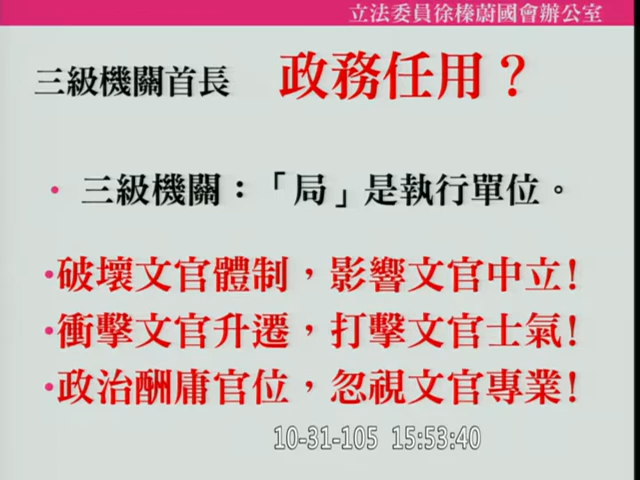 立法委員徐榛蔚國會辦公室
三級機關首長 政務任用？
• 三級機關：「局」是執行單位。
•破壞文官體制，影響文官中立!
•衝擊文官升遷，打擊文官士氣!
•政治酬庸官位，忽視文官專業!
10-31-105 15:53:40